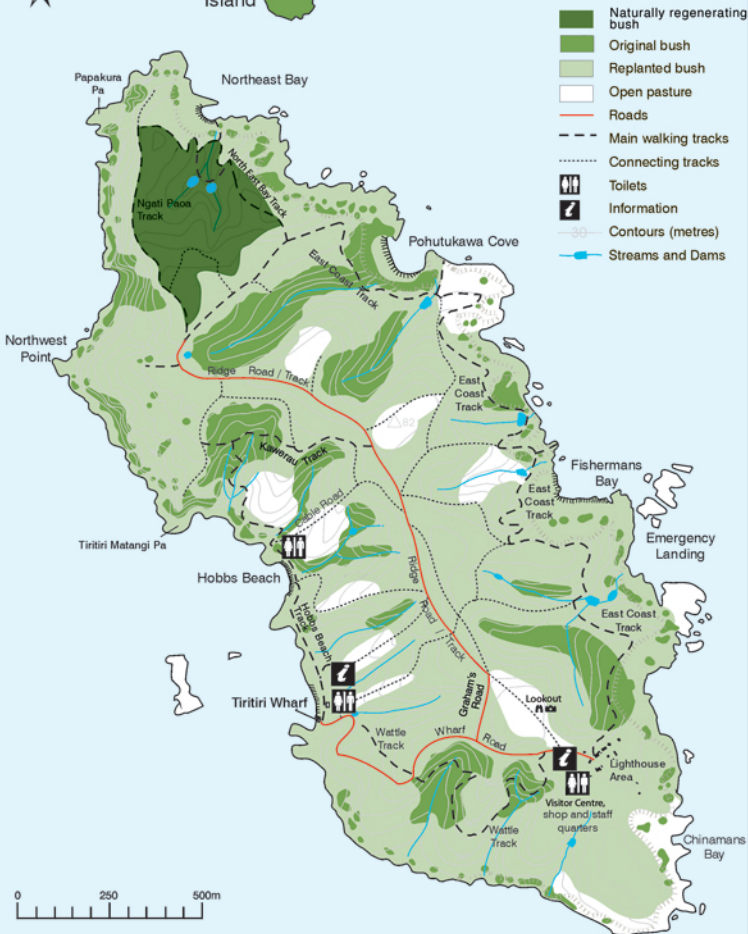 Island
Naturally regenerating
bush
Original bush
Replanted bush
Open pasture
Roads
Main walking tracks
Connecting tracks
Toilets
Information
30
Contours (metres)
Streams and Dams
Papakura
Pa
Northeast Bay
North East Bay Track
Ngati Paoa
Track
Pohutukawa Cove
East Coast
Track
Northwest
Point
Ridge Road / Track
East
Coast
Track
82
Kawerau Track
Cable Road
Fishermans
Bay
East
Coast
Track
Tiritiri Matangi Pa
Emergency
Landing
Hobbs Beach
Ridge
Road / Track
Hobbs Beach
Track
East Coast
Track
Tiritiri Wharf
Graham's
Road
Lookout
Wattle
Track
Wharf Road
Lighthouse
Area
Visitor Centre,
shop and staff
quarters
Wattle
Track
Chinamans
Bay
0 250 500m